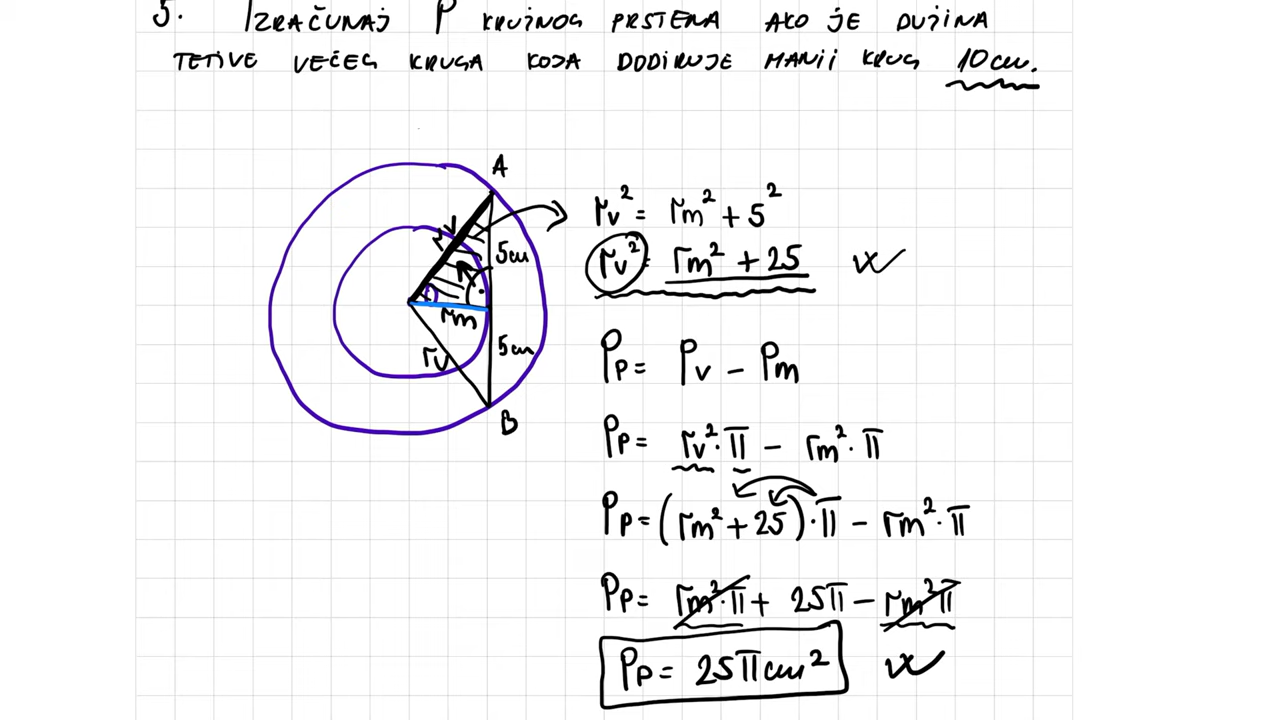 5. IZRAČUNAJ P KRUŽNOG PRSTENA AKO JE DUŽINA
TETIVE VEĆEG KRUGA KOJA DODIRUJE MANJI KRUG 10cm.
A
rv
5cm
rm
rv
5cm
B
rv² = rm² + 5²
rv² = rm² + 25
Pp = Pv - Pm
Pp = rv²·π - rm²·π
Pp = (rm² + 25)·π - rm²·π
Pp = rm²·π + 25π - rm²π
Pp = 25πcm²